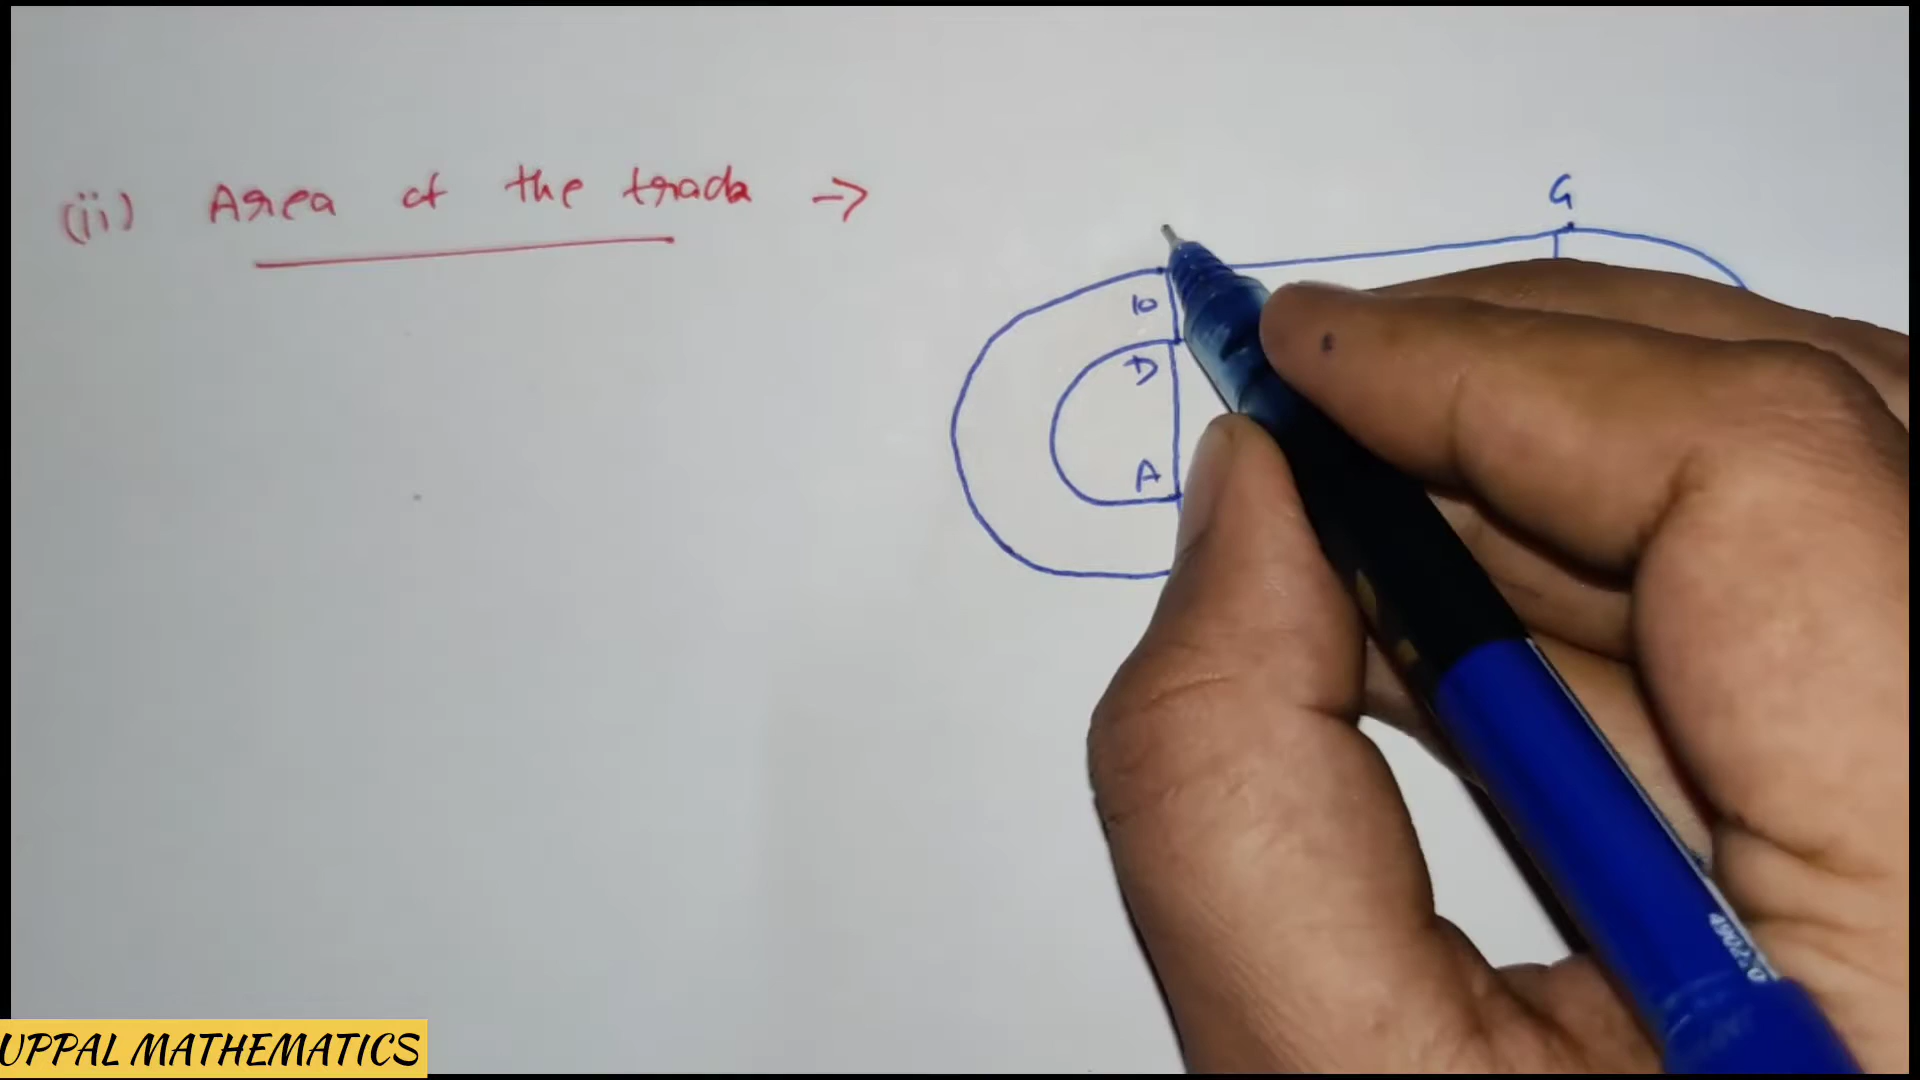 (ii) Area of the track →
G
10
D
A
UPPAL MATHEMATICS